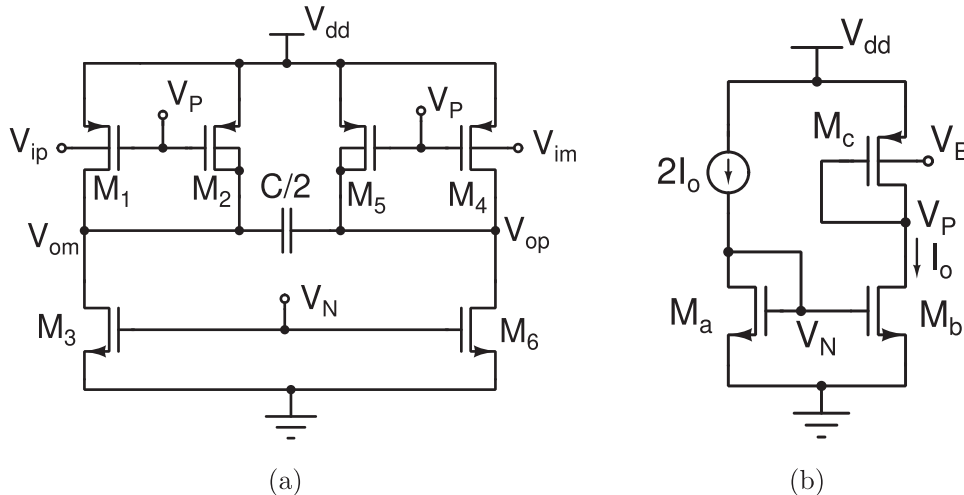 V_dd
V_P
V_P
V_ip
V_im
M_1
M_2
M_5
M_4
C/2
V_om
V_op
V_N
M_3
M_6
(a)
V_dd
M_c
V_B
2I_o
V_P
I_o
M_a
M_b
V_N
(b)